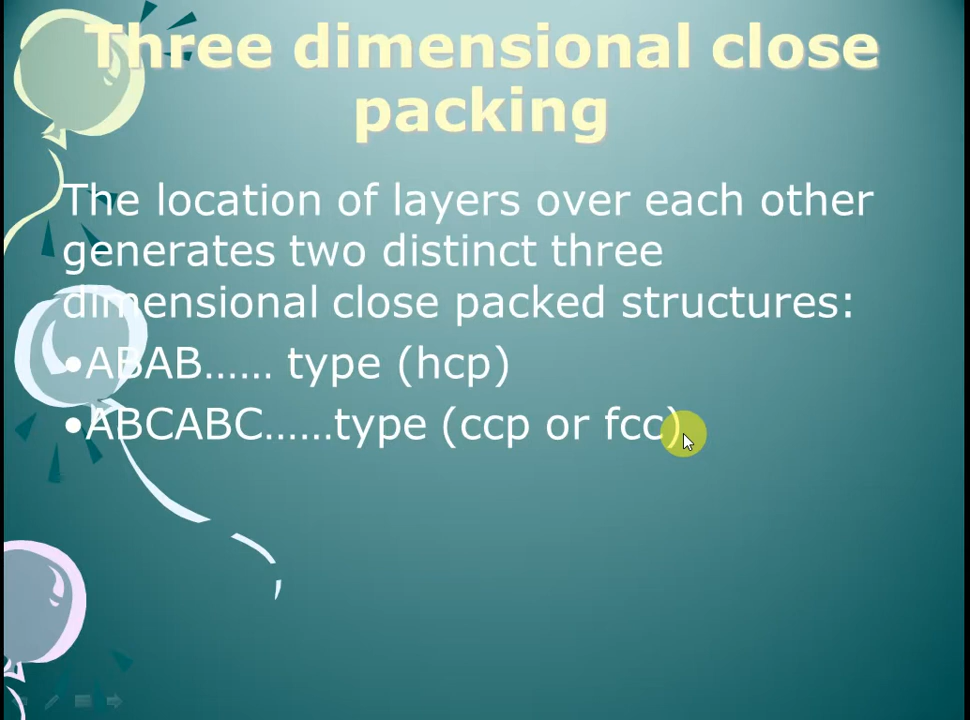 Three dimensional close
packing
The location of layers over each other
generates two distinct three
dimensional close packed structures:
•ABAB...... type (hcp)
•ABCABC......type (ccp or fcc)